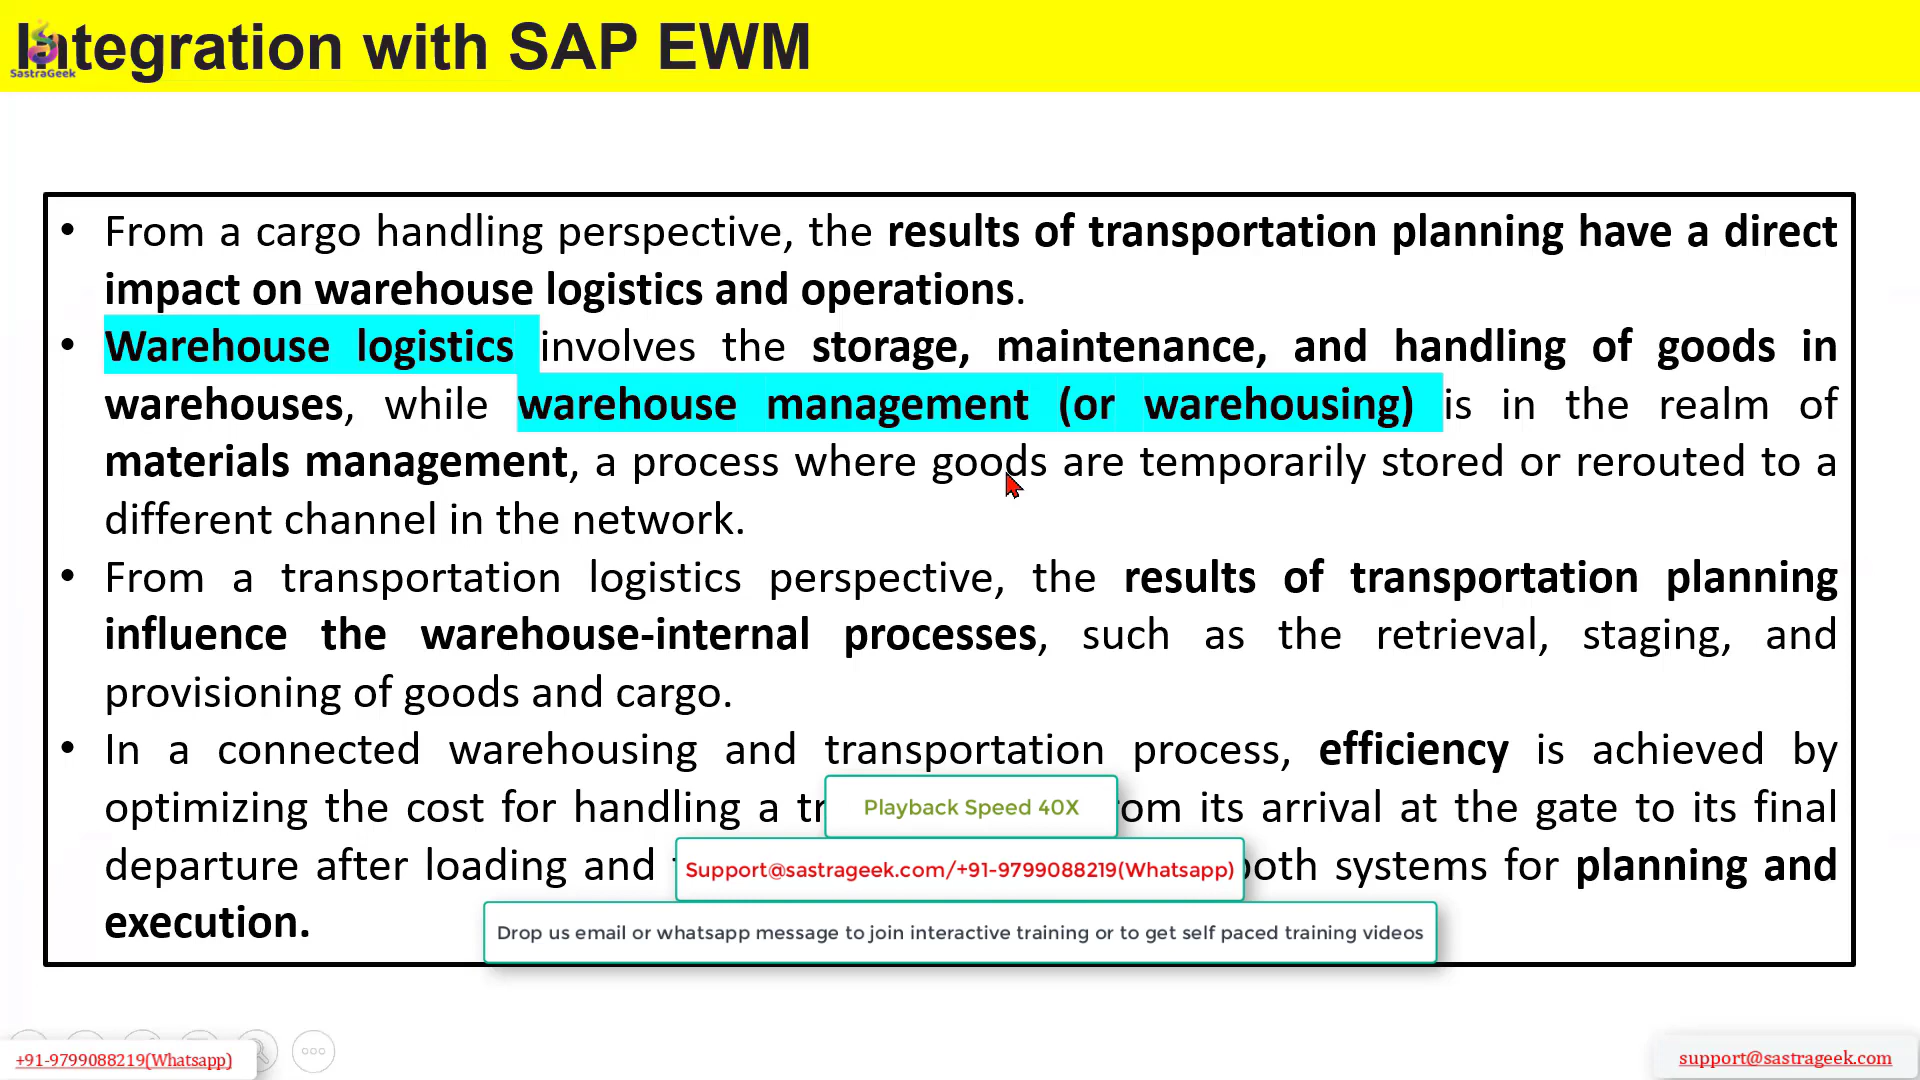 Integration with SAP EWM
SastraGeek
• From a cargo handling perspective, the results of transportation planning have a direct
impact on warehouse logistics and operations.
• Warehouse logistics involves the storage, maintenance, and handling of goods in
warehouses, while warehouse management (or warehousing) is in the realm of
materials management, a process where goods are temporarily stored or rerouted to a
different channel in the network.
• From a transportation logistics perspective, the results of transportation planning
influence the warehouse-internal processes, such as the retrieval, staging, and
provisioning of goods and cargo.
• In a connected warehousing and transportation process, efficiency is achieved by
optimizing the cost for handling a its arrival at the gate to its final
Playback Speed 40X
departure after loading and both systems for planning and
Support@sastrageek.com/+91-9799088219(Whatsapp)
execution.
Drop us email or whatsapp message to join interactive training or to get self paced training videos
+91-9799088219(Whatsapp)
support@sastrageek.com